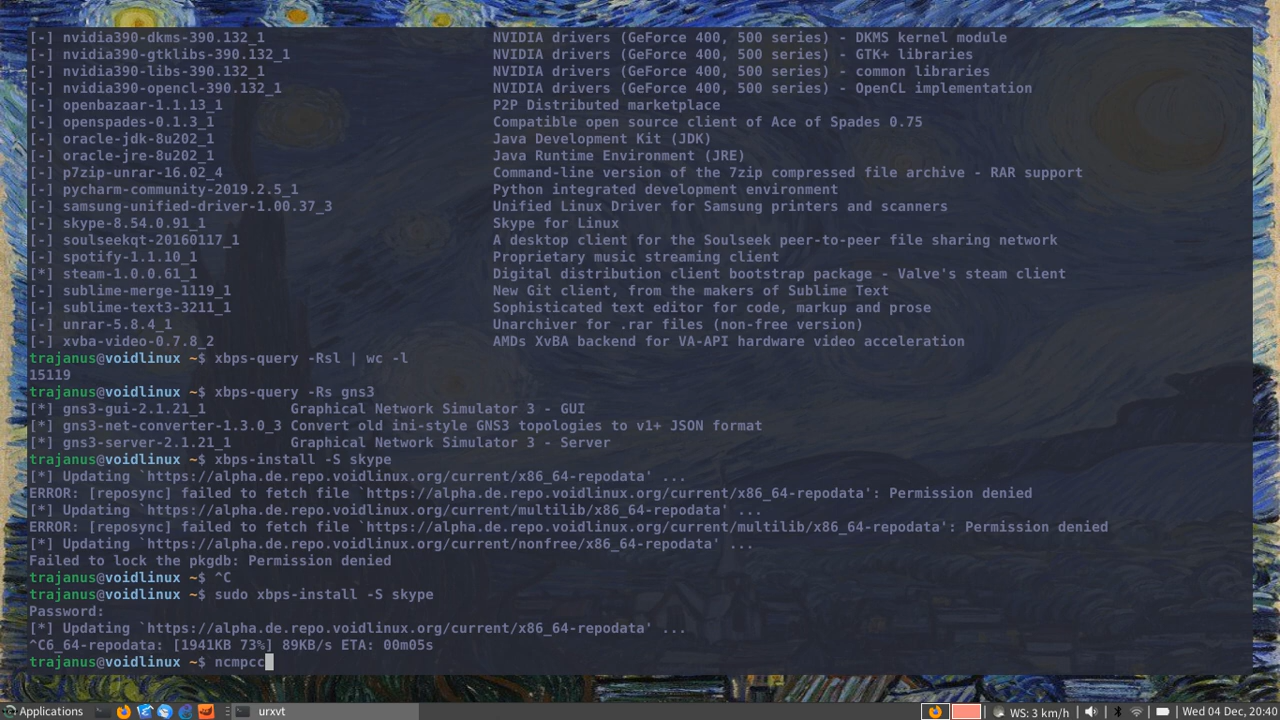 [-] nvidia390-dkms-390.132_1 NVIDIA drivers (GeForce 400, 500 series) - DKMS kernel module
[-] nvidia390-gtklibs-390.132_1 NVIDIA drivers (GeForce 400, 500 series) - GTK+ libraries
[-] nvidia390-libs-390.132_1 NVIDIA drivers (GeForce 400, 500 series) - common libraries
[-] nvidia390-opencl-390.132_1 NVIDIA drivers (GeForce 400, 500 series) - OpenCL implementation
[-] openbazaar-1.1.13_1 P2P Distributed marketplace
[-] openspades-0.1.3_1 Compatible open source client of Ace of Spades 0.75
[-] oracle-jdk-8u202_1 Java Development Kit (JDK)
[-] oracle-jre-8u202_1 Java Runtime Environment (JRE)
[-] p7zip-unrar-16.02_4 Command-line version of the 7zip compressed file archive - RAR support
[-] pycharm-community-2019.2.5_1 Python integrated development environment
[-] samsung-unified-driver-1.00.37_3 Unified Linux Driver for Samsung printers and scanners
[-] skype-8.54.0.91_1 Skype for Linux
[-] soulseekqt-20160117_1 A desktop client for the Soulseek peer-to-peer file sharing network
[-] spotify-1.1.10_1 Proprietary music streaming client
[*] steam-1.0.0.61_1 Digital distribution client bootstrap package - Valve's steam client
[-] sublime-merge-1119_1 New Git client, from the makers of Sublime Text
[-] sublime-text3-3211_1 Sophisticated text editor for code, markup and prose
[-] unrar-5.8.4_1 Unarchiver for .rar files (non-free version)
[-] xvba-video-0.7.8_2 AMDs XvBA backend for VA-API hardware video acceleration
trajanus@voidlinux ~$ xbps-query -Rsl | wc -l
15119
trajanus@voidlinux ~$ xbps-query -Rs gns3
[*] gns3-gui-2.1.21_1 Graphical Network Simulator 3 - GUI
[*] gns3-net-converter-1.3.0_3 Convert old ini-style GNS3 topologies to v1+ JSON format
[*] gns3-server-2.1.21_1 Graphical Network Simulator 3 - Server
trajanus@voidlinux ~$ xbps-install -S skype
[*] Updating `https://alpha.de.repo.voidlinux.org/current/x86_64-repodata' ...
ERROR: [reposync] failed to fetch file `https://alpha.de.repo.voidlinux.org/current/x86_64-repodata': Permission denied
[*] Updating `https://alpha.de.repo.voidlinux.org/current/multilib/x86_64-repodata' ...
ERROR: [reposync] failed to fetch file `https://alpha.de.repo.voidlinux.org/current/multilib/x86_64-repodata': Permission denied
[*] Updating `https://alpha.de.repo.voidlinux.org/current/nonfree/x86_64-repodata' ...
Failed to lock the pkgdb: Permission denied
trajanus@voidlinux ~$ ^C
trajanus@voidlinux ~$ sudo xbps-install -S skype
Password:
[*] Updating `https://alpha.de.repo.voidlinux.org/current/x86_64-repodata' ...
^C6_64-repodata: [1941KB 73%] 89KB/s ETA: 00m05s
trajanus@voidlinux ~$ ncmpcc
Applications urxvt WS: 3 km/h Wed 04 Dec, 20:40